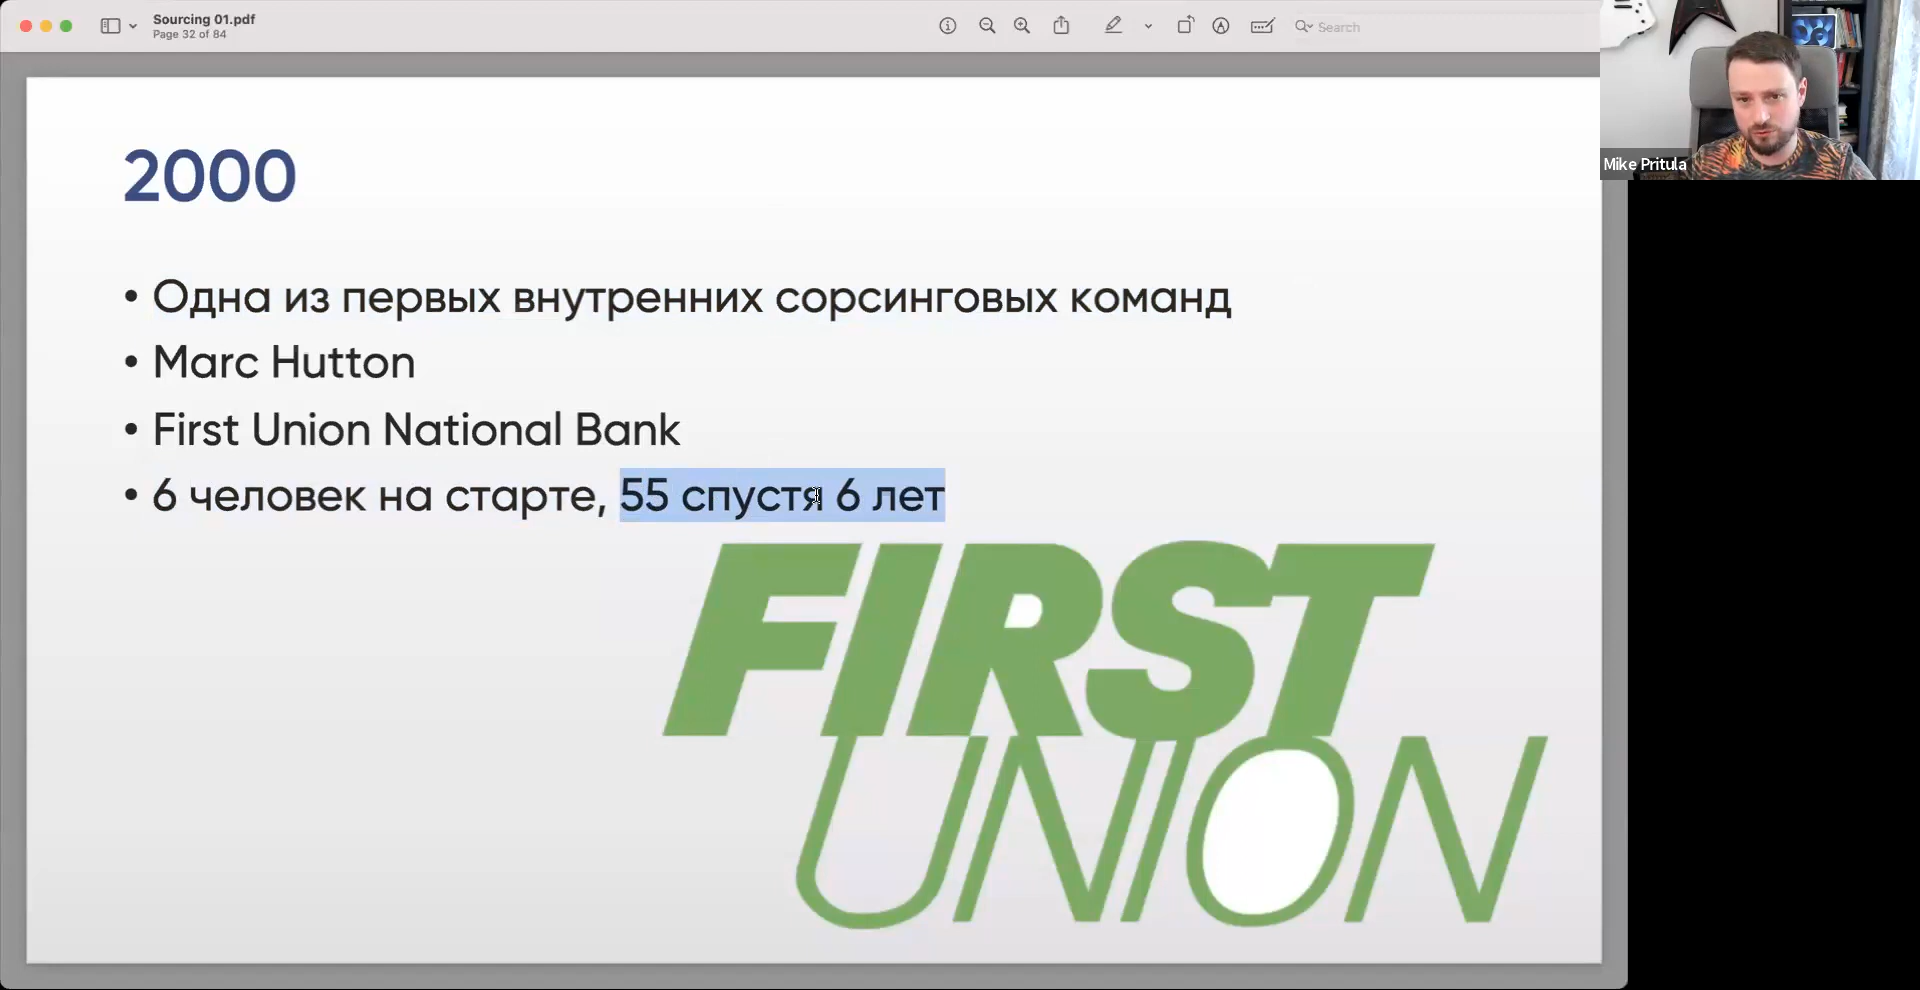 Sourcing 01.pdf
Page 32 of 84
Search
Mike Pritula
2000
• Одна из первых внутренних сорсинговых команд
• Marc Hutton
• First Union National Bank
• 6 человек на старте, 55 спустя 6 лет
FIRST
UNION